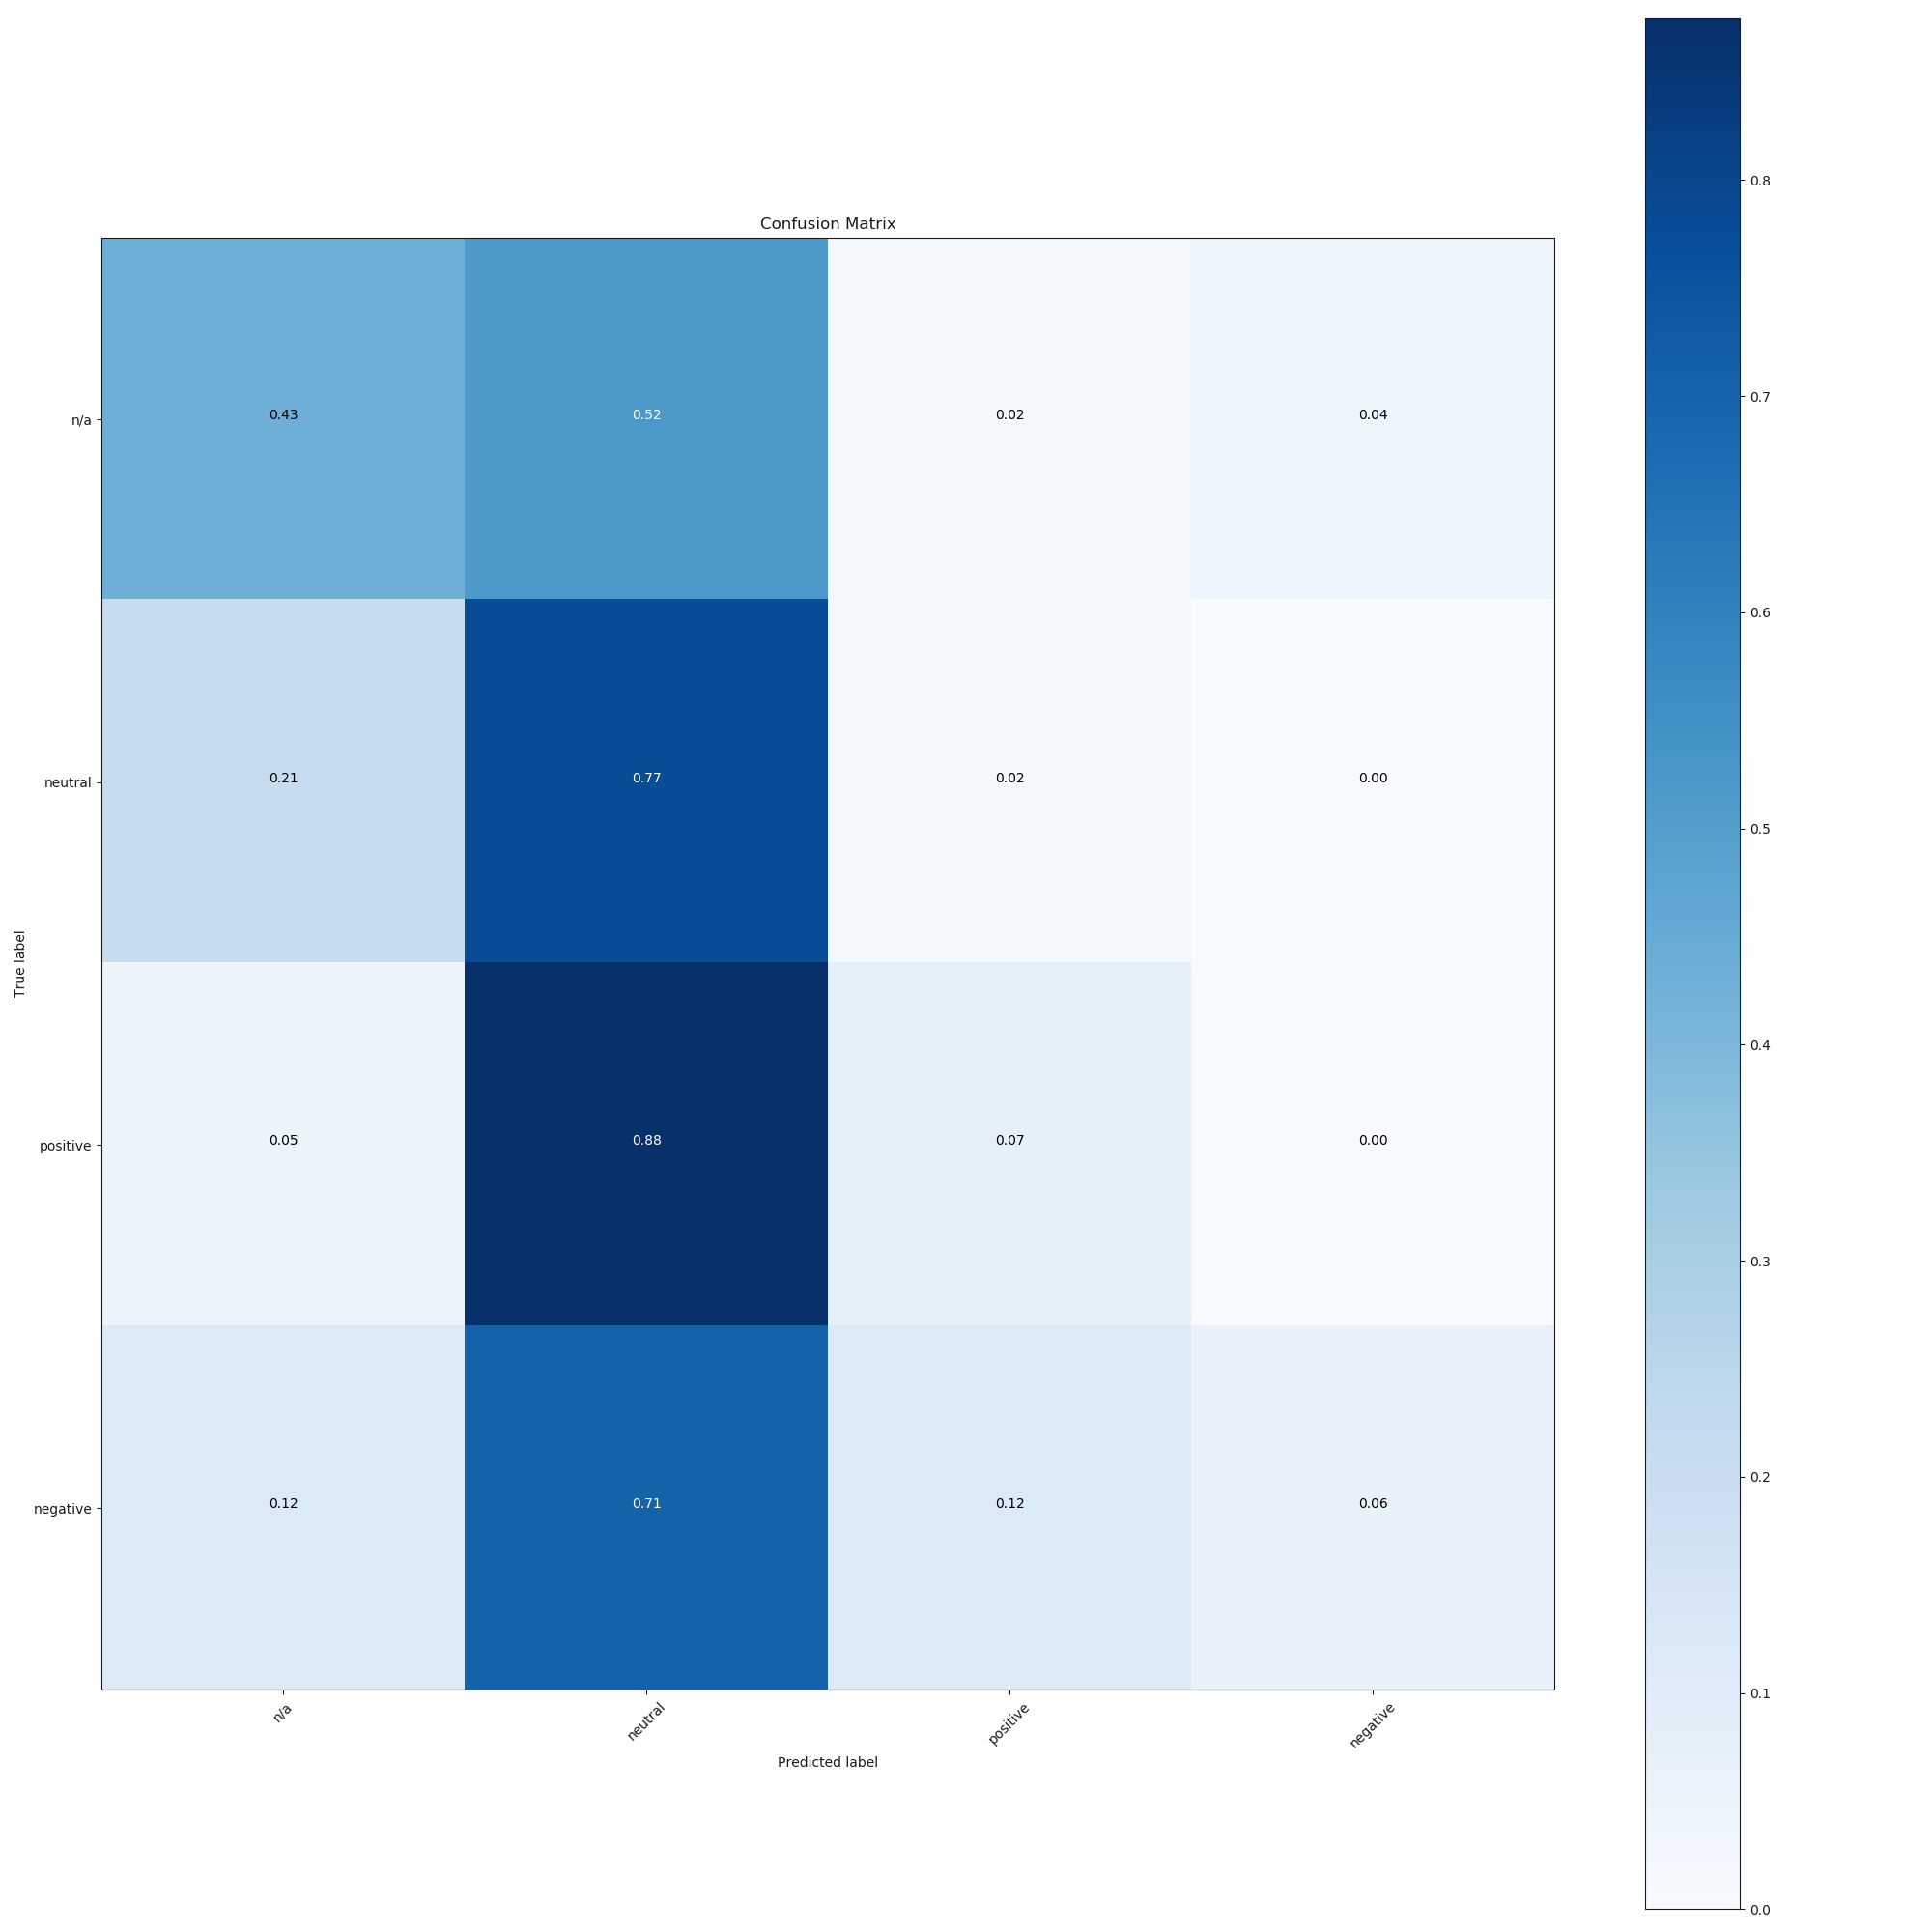 Confusion Matrix
n/a 0.43 0.52 0.02 0.04
neutral 0.21 0.77 0.02 0.00
positive 0.05 0.88 0.07 0.00
negative 0.12 0.71 0.12 0.06
n/a neutral positive negative
Predicted label
True label
0.8
0.7
0.6
0.5
0.4
0.3
0.2
0.1
0.0